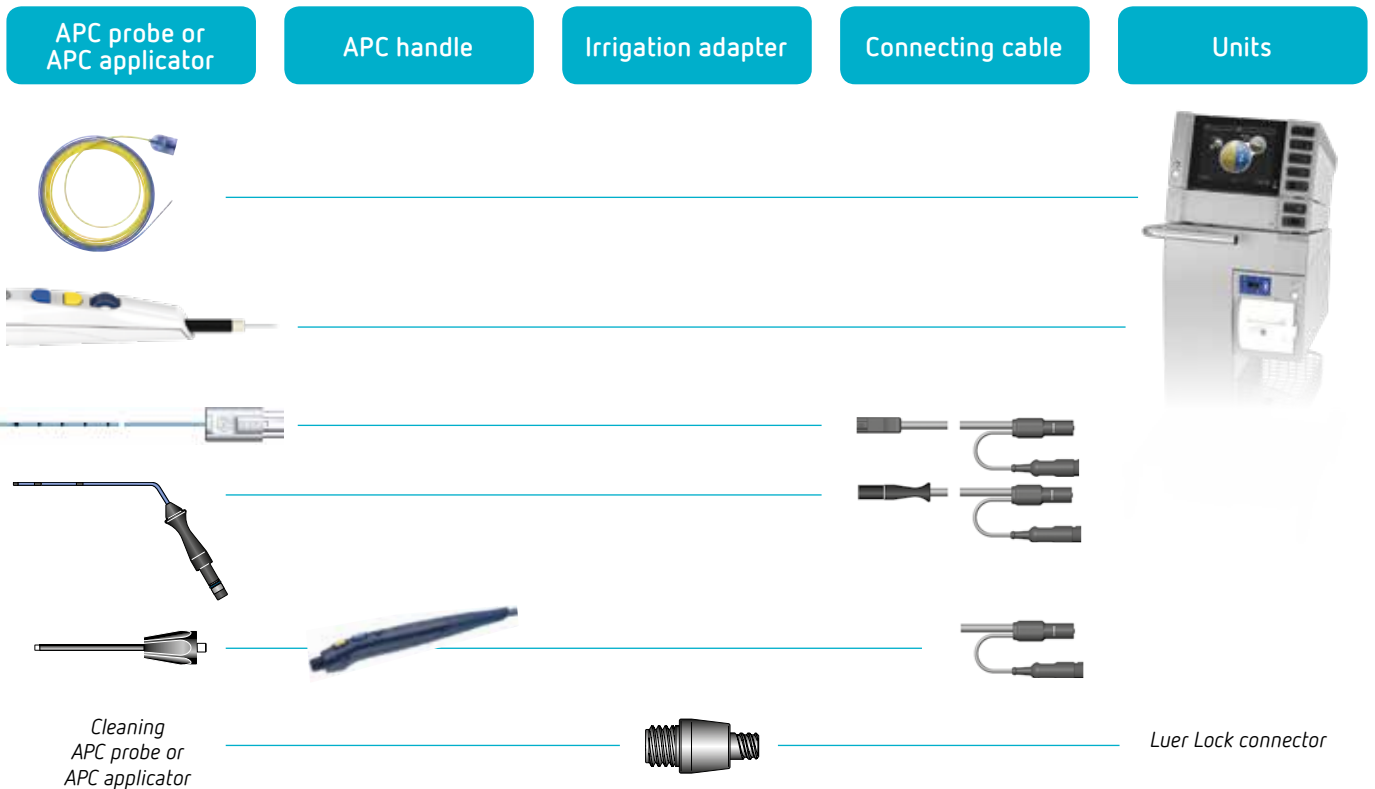 APC probe or
APC applicator
APC handle
Irrigation adapter
Connecting cable
Units
Cleaning
APC probe or
APC applicator
Luer Lock connector